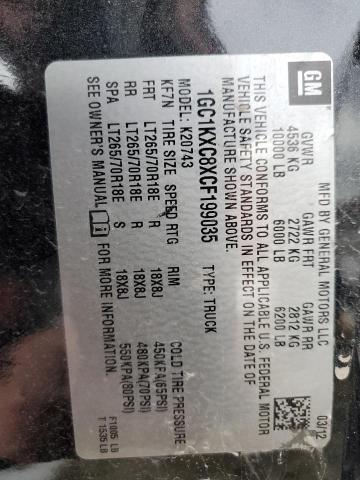 GM
MFD BY GENERAL MOTORS LLC
03/12
GVWR GAWR FRT GAWR RR
4536 KG 2722 KG 2812 KG
10000 LB 6000 LB 6200 LB
THIS VEHICLE CONFORMS TO ALL APPLICABLE U.S. FEDERAL MOTOR
VEHICLE SAFETY STANDARDS IN EFFECT ON THE DATE OF
MANUFACTURE SHOWN ABOVE.
1GC1KXC8XCF199035 TYPE: TRUCK
M: K20743
KF7N TIRE SIZE SPEED RTG RIM COLD TIRE PRESSURE
FRT LT265/70R18E R 18X8J 450KPA(65PSI)
RR LT265/70R18E R 18X8J 480KPA(70PSI)
SPA LT265/70R18E S 18X8J 550KPA(80PSI)
SEE OWNER'S MANUAL FOR MORE INFORMATION
F1005 LB
T 1535 LB